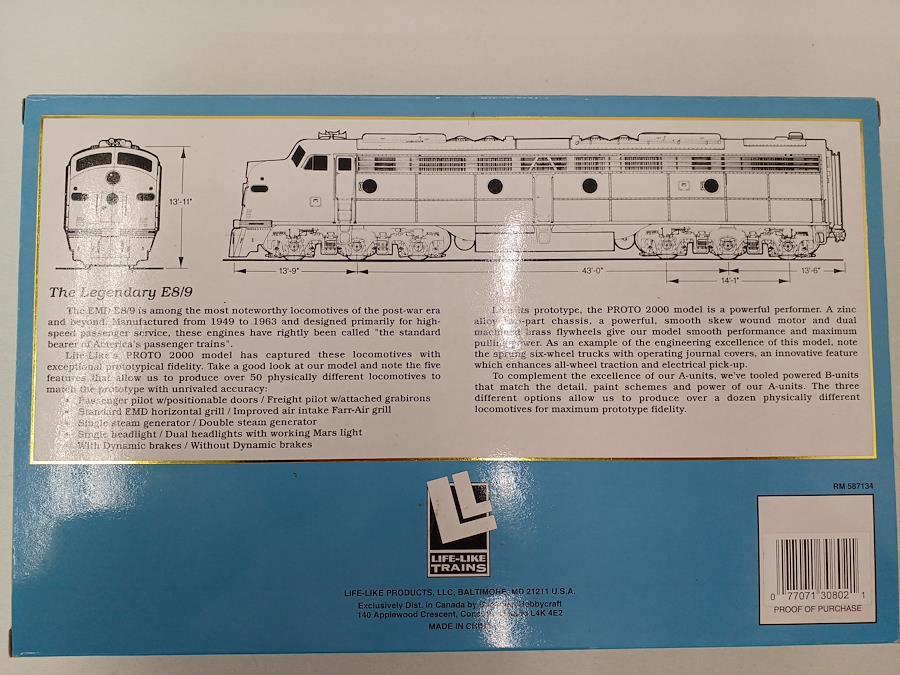 13'-11"
13'-9"
43'-0"
14'-1"
13'-6"
The Legendary E8/9
The EMD E8/9 is among the most noteworthy locomotives of the post-war era
and beyond. Manufactured from 1949 to 1963 and designed primarily for high-
speed passenger service, these engines have rightly been called "the standard
bearer of America's passenger trains".
Life-Like's PROTO 2000 model has captured these locomotives with
exceptional prototypical fidelity. Take a good look at our model and note the five
features that allow us to produce over 50 physically different locomotives to
match the prototype with unrivaled accuracy:
Passenger pilot w/positionable doors / Freight pilot w/attached grabirons
Standard EMD horizontal grill / Improved air intake Farr-Air grill
Single steam generator / Double steam generator
Single headlight / Dual headlights with working Mars light
With Dynamic brakes / Without Dynamic brakes
Like its prototype, the PROTO 2000 model is a powerful performer. A zinc
alloy two-part chassis, a powerful, smooth skew wound motor and dual
machined brass flywheels give our model smooth performance and maximum
pulling power. As an example of the engineering excellence of this model, note
the sprung six-wheel trucks with operating journal covers, an innovative feature
which enhances all-wheel traction and electrical pick-up.
To complement the excellence of our A-units, we've tooled powered B-units
that match the detail, paint schemes and power of our A-units. The three
different options allow us to produce over a dozen physically different
locomotives for maximum prototype fidelity.
LIFE-LIKE
TRAINS
LIFE-LIKE PRODUCTS, LLC, BALTIMORE, MD 21211 U.S.A.
Exclusively Dist. in Canada by Hobbycraft
140 Applewood Crescent, L4K 4E2
MADE IN CHINA
RM 587134
0 77071 30802 1
PROOF OF PURCHASE